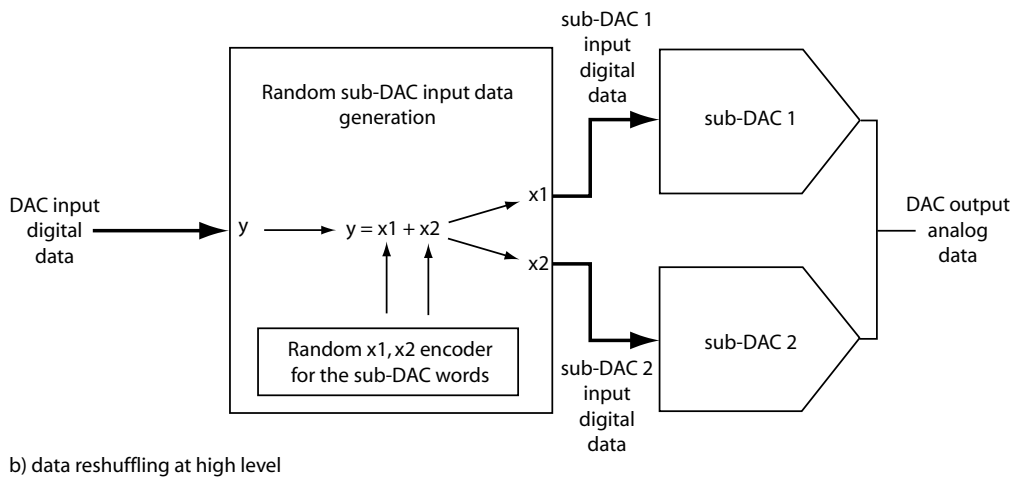 sub-DAC 1
input
digital
data
Random sub-DAC input data
generation
sub-DAC 1
DAC input
digital
data
y
y = x1 + x2
x1
x2
DAC output
analog
data
Random x1, x2 encoder
for the sub-DAC words
sub-DAC 2
sub-DAC 2
input
digital
data
b) data reshuffling at high level